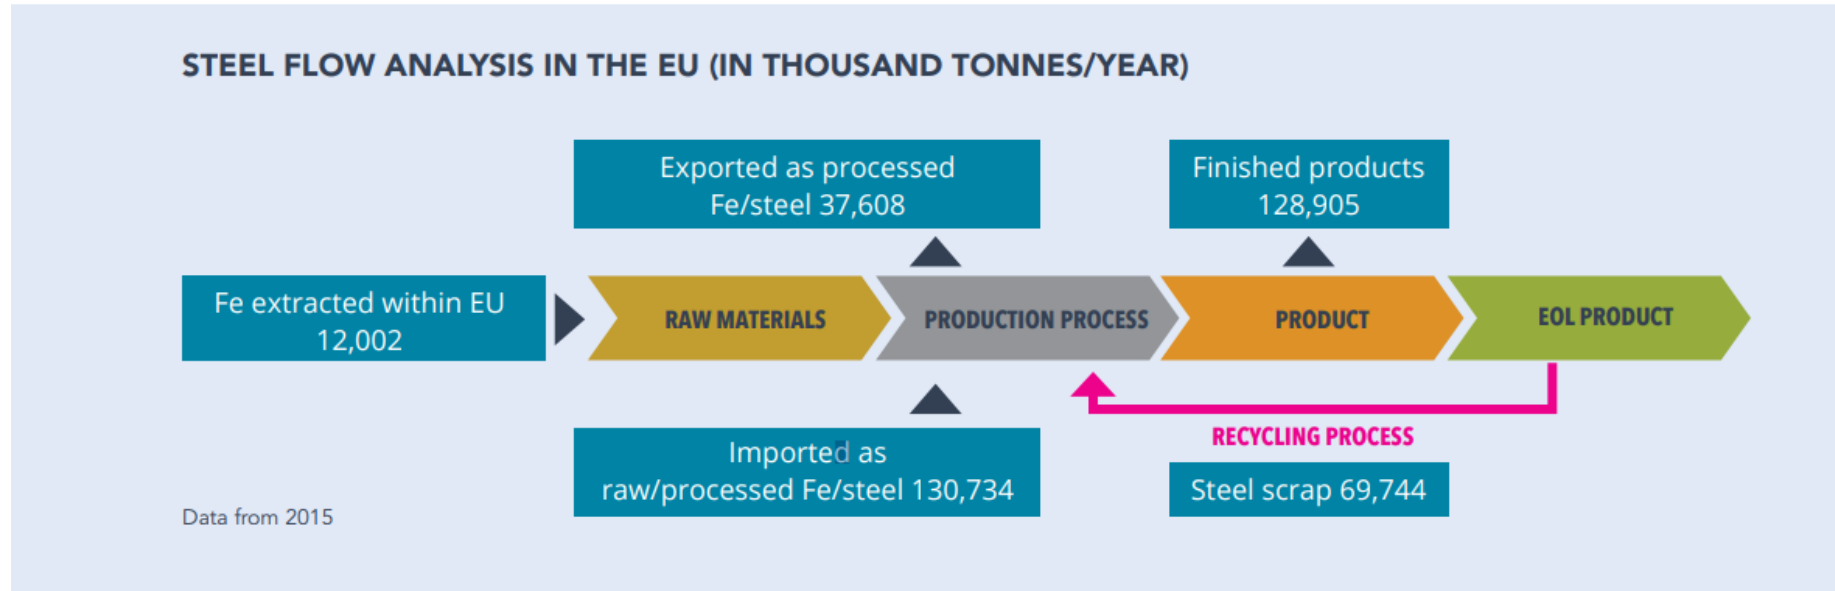 STEEL FLOW ANALYSIS IN THE EU (IN THOUSAND TONNES/YEAR)
Exported as processed
Fe/steel 37,608
Finished products
128,905
Fe extracted within EU
12,002
RAW MATERIALS
PRODUCTION PROCESS
PRODUCT
EOL PRODUCT
RECYCLING PROCESS
Imported as
raw/processed Fe/steel 130,734
Steel scrap 69,744
Data from 2015